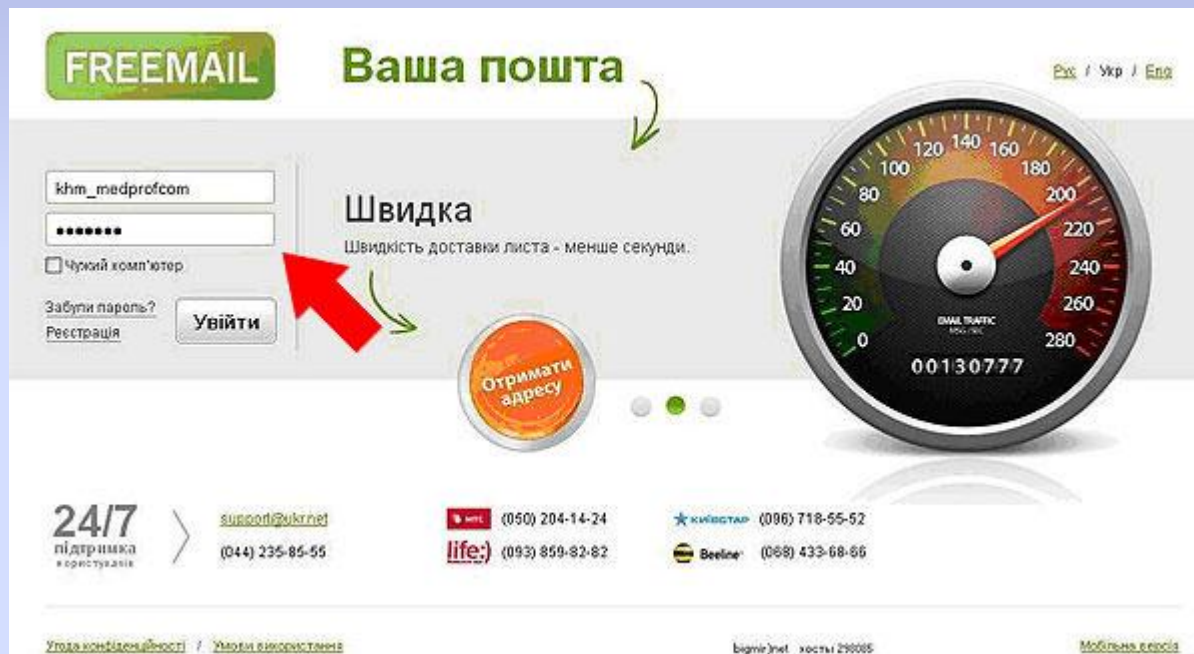 FREEMAIL
Ваша пошта
Рус / Укр / Eng
khm_medprofcom
•••••••
Чужий комп'ютер
Забули пароль?
Реєстрація
Увійти
Швидка
Швидкість доставки листа - менше секунди.
Отримати
адресу
0
20
40
60
80
100
120
140
160
180
200
220
240
260
280
EMAIL TRAFFIC
MSG / SEC
00130777
24/7
підтримка
користувачів
support@ukr.net
(044) 235-85-55
МТС
(050) 204-14-24
life:)
(093) 859-82-82
київстар
(096) 718-55-52
Beeline
(068) 433-68-66
Угода конфіденційності / Умови використання
bigmir)net хосты 298085
Мобільна версія